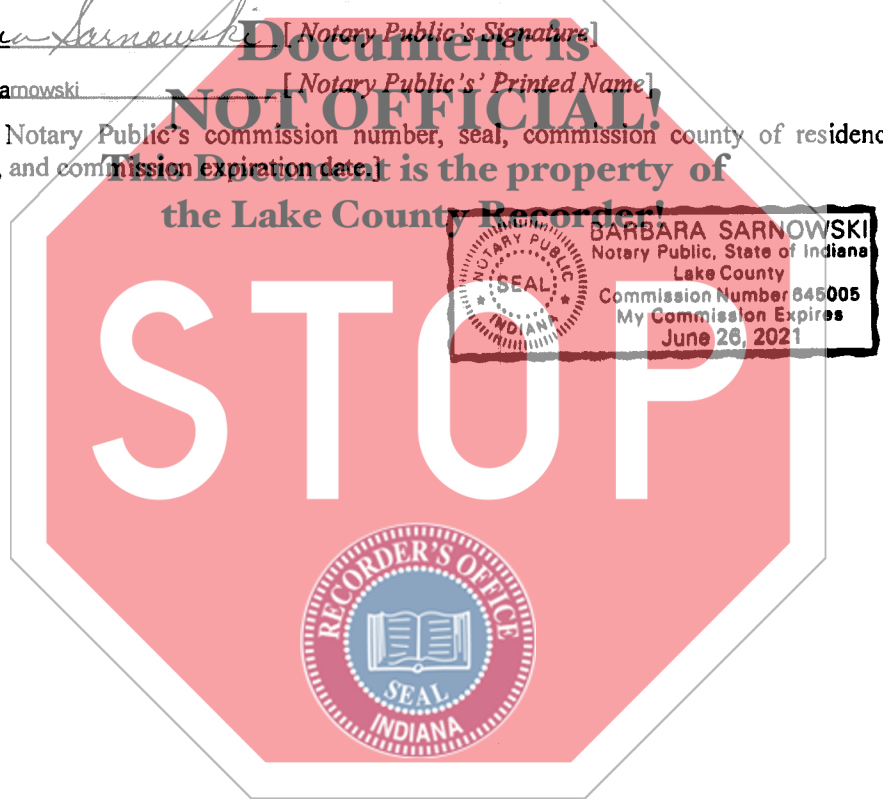 Sarnowski [ Notary Public's Signature]
arnowski [ Notary Public's' Printed Name]
Notary Public's commission number, seal, commission county of residenc
, and commission expiration date.]
Document is
NOT OFFICIAL!
This Document is the property of
the Lake County Recorder!
NOTARY PUBLIC
SEAL
INDIANA
BARBARA SARNOWSKI
Notary Public, State of Indiana
Lake County
Commission Number 645005
My Commission Expires
June 26, 2021
STOP
RECORDER'S OFFICE
SEAL
INDIANA